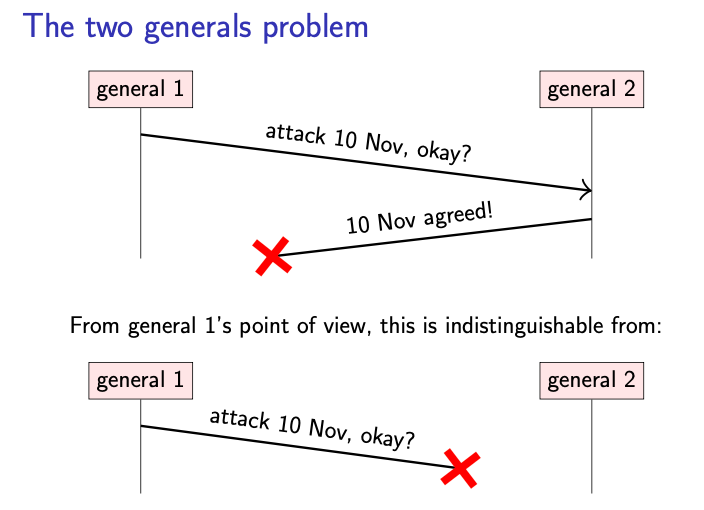 The two generals problem
general 1
general 2
attack 10 Nov, okay?
10 Nov agreed!
From general 1's point of view, this is indistinguishable from:
general 1
general 2
attack 10 Nov, okay?